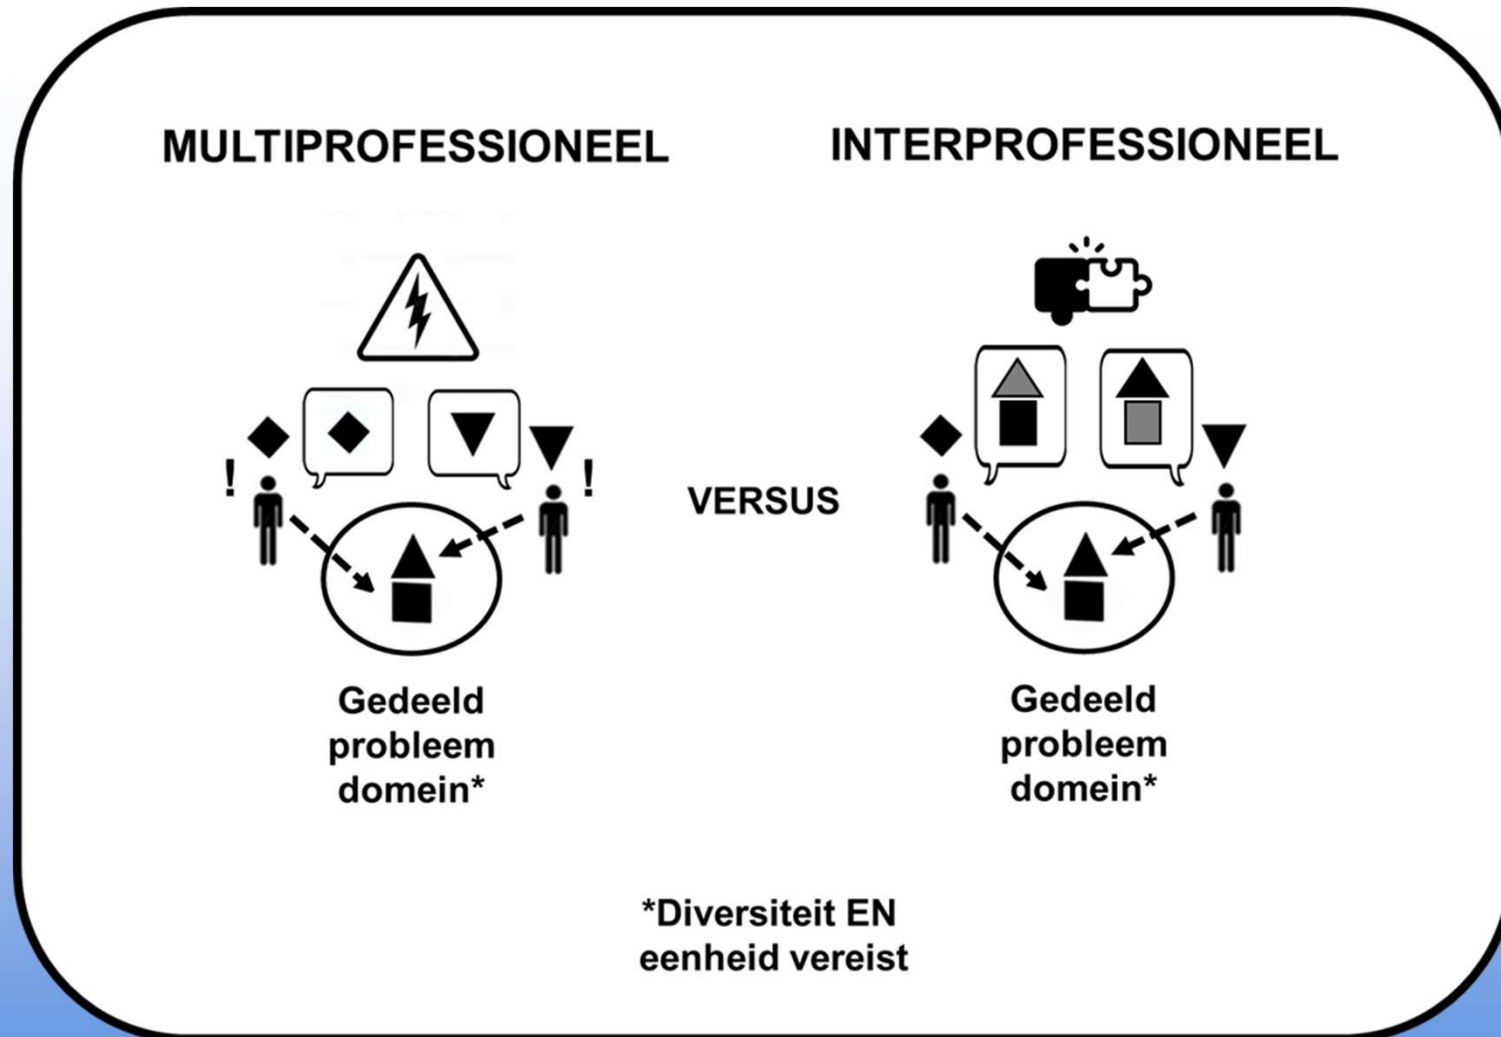 MULTIPROFESSIONEEL
INTERPROFESSIONEEL
!
!
VERSUS
Gedeeld
probleem
domein*
Gedeeld
probleem
domein*
*Diversiteit EN
eenheid vereist